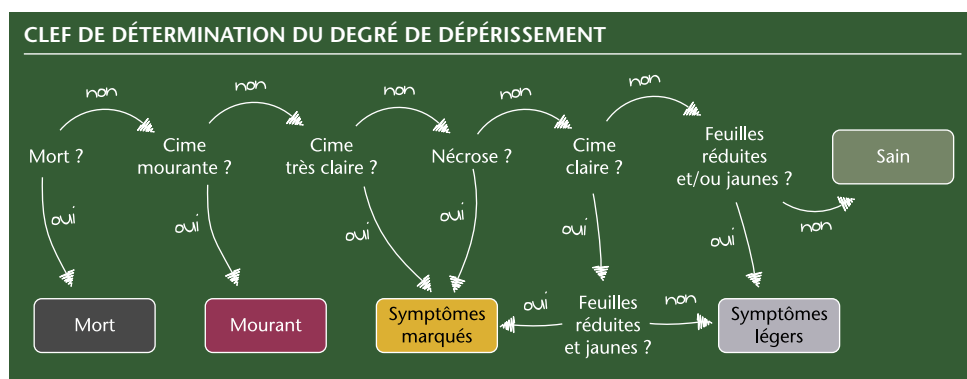 CLEF DE DÉTERMINATION DU DEGRÉ DE DÉPÉRISSEMENT
non
non
non
non
non
Mort ?
Cime
mourante ?
Cime
très claire ?
Nécrose ?
Cime
claire ?
Feuilles
réduites
et/ou jaunes ?
Sain
oui
oui
oui
oui
oui
oui
non
Mort
Mourant
Symptômes
marqués
oui
Feuilles
réduites
et jaunes ?
non
Symptômes
légers